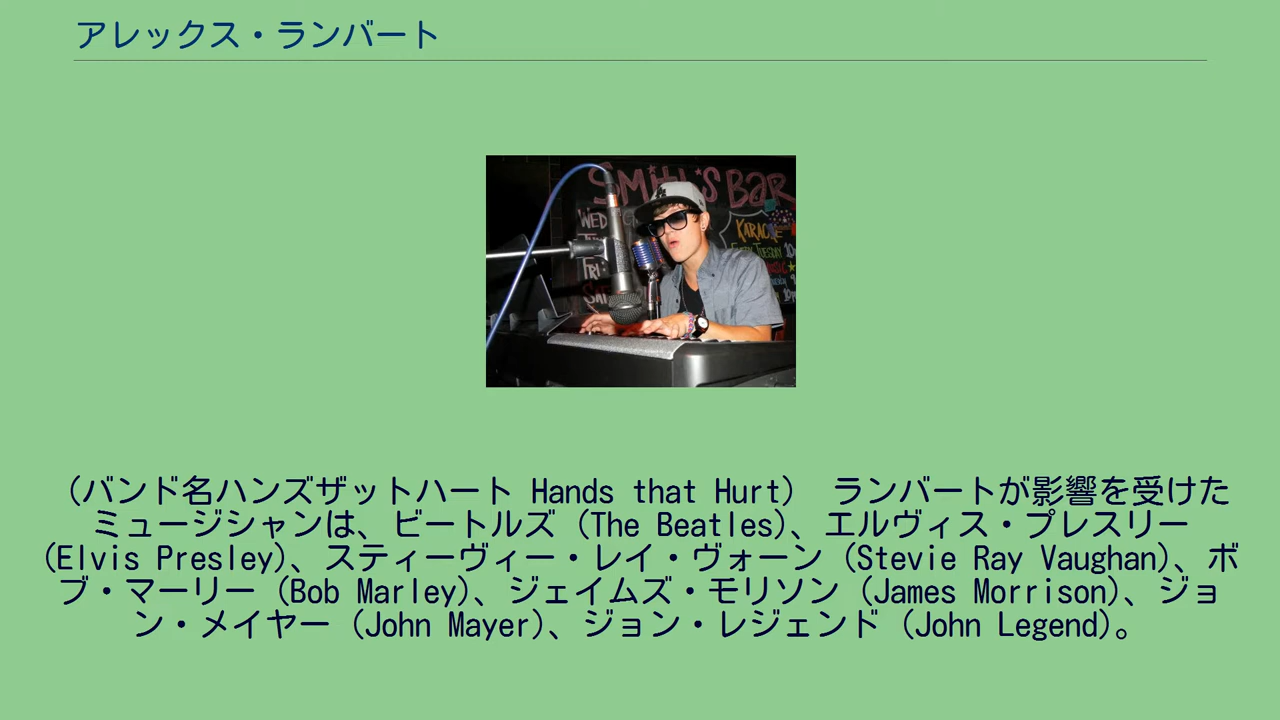 アレックス・ランバート
SMITH'S BAR
WED
KARAOKE
FRI:
SAT
（バンド名ハンズザットハート Hands that Hurt） ランバートが影響を受けた
ミュージシャンは、ビートルズ（The Beatles）、エルヴィス・プレスリー
（Elvis Presley）、スティーヴィー・レイ・ヴォーン（Stevie Ray Vaughan）、ボ
ブ・マーリー（Bob Marley）、ジェイムズ・モリソン（James Morrison）、ジョ
ン・メイヤー（John Mayer）、ジョン・レジェンド（John Legend）。